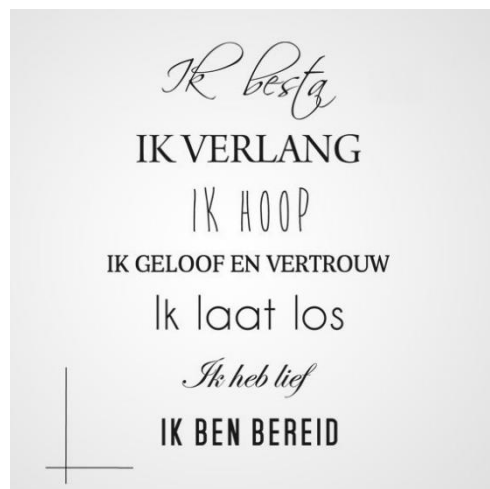 Ik besta
IK VERLANG
IK HOOP
IK GELOOF EN VERTROUW
Ik laat los
Ik heb lief
IK BEN BEREID